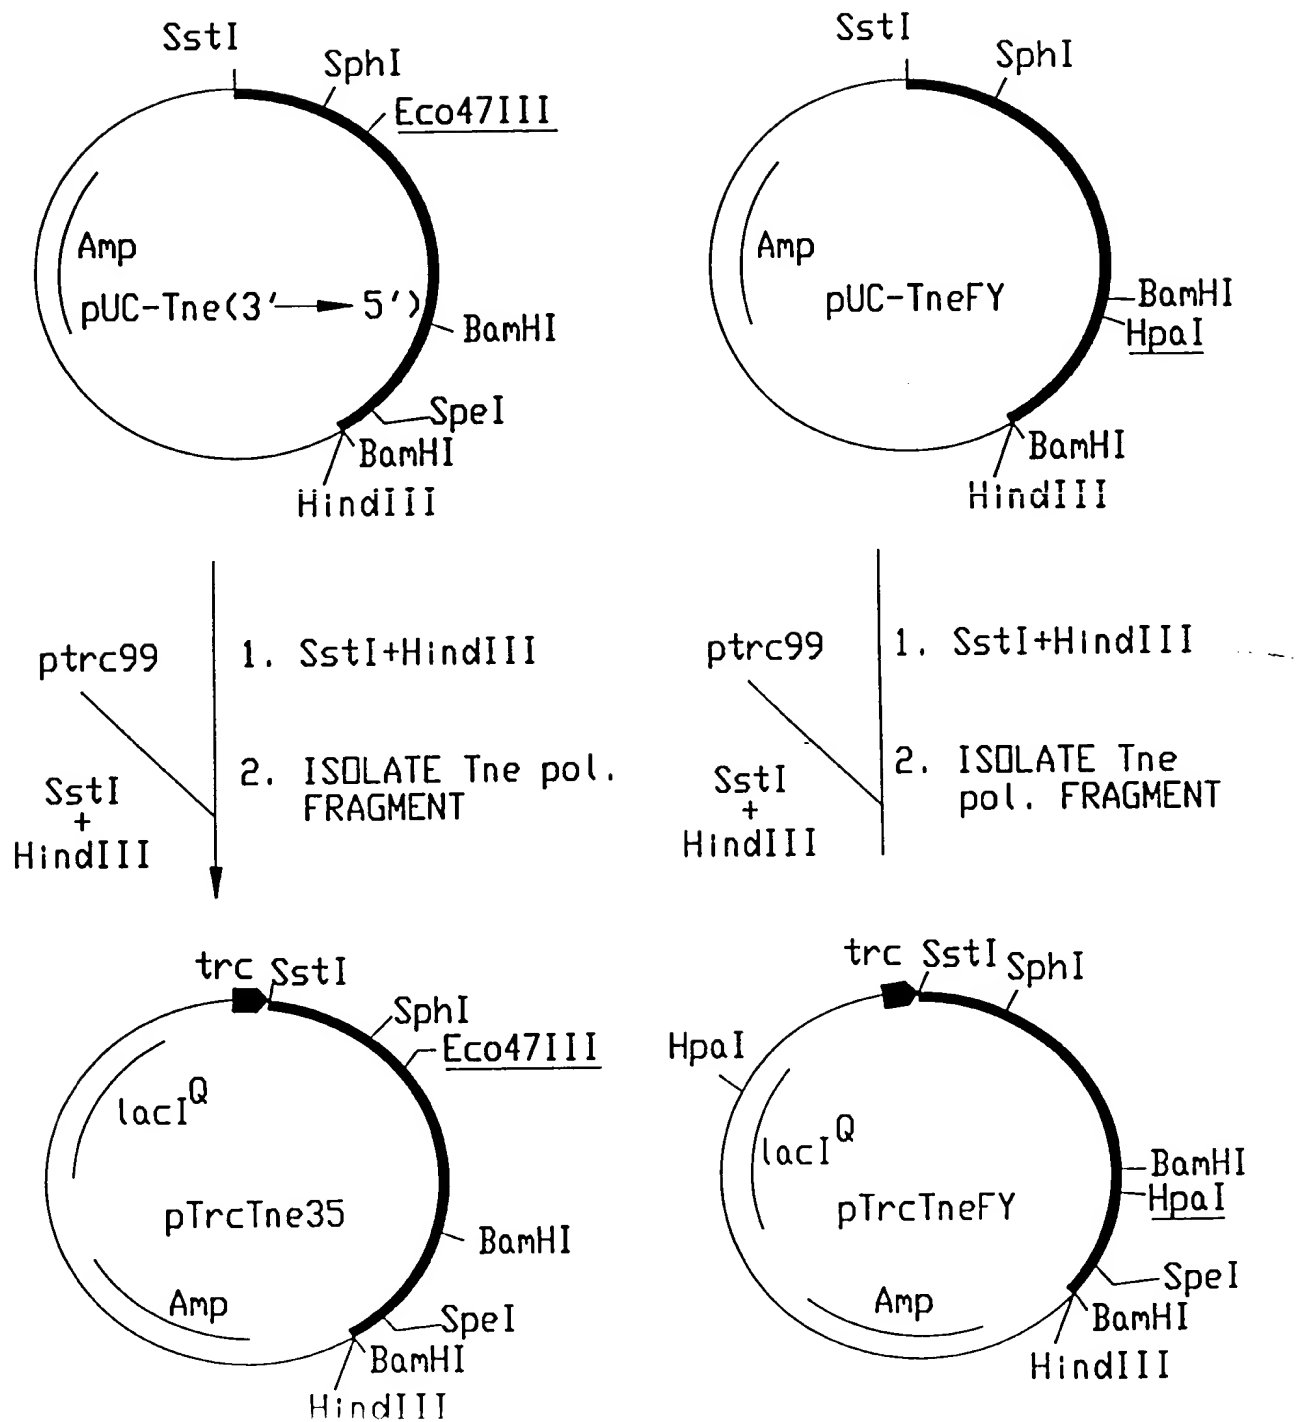 SstI
SphI
Eco47III
Amp
pUC-Tne(3' → 5')
BamHI
SpeI
BamHI
HindIII
SstI
SphI
Amp
pUC-TneFY
BamHI
HpaI
BamHI
HindIII
ptrc99
1. SstI+HindIII
2. ISOLATE Tne pol.
FRAGMENT
SstI
+
HindIII
ptrc99
1. SstI+HindIII
2. ISOLATE Tne
pol. FRAGMENT
SstI
+
HindIII
trc
SstI
SphI
Eco47III
lacI^Q
pTrcTne35
BamHI
Amp
SpeI
BamHI
HindIII
trc
SstI
SphI
HpaI
lacI^Q
BamHI
HpaI
pTrcTneFY
SpeI
Amp
BamHI
HindIII